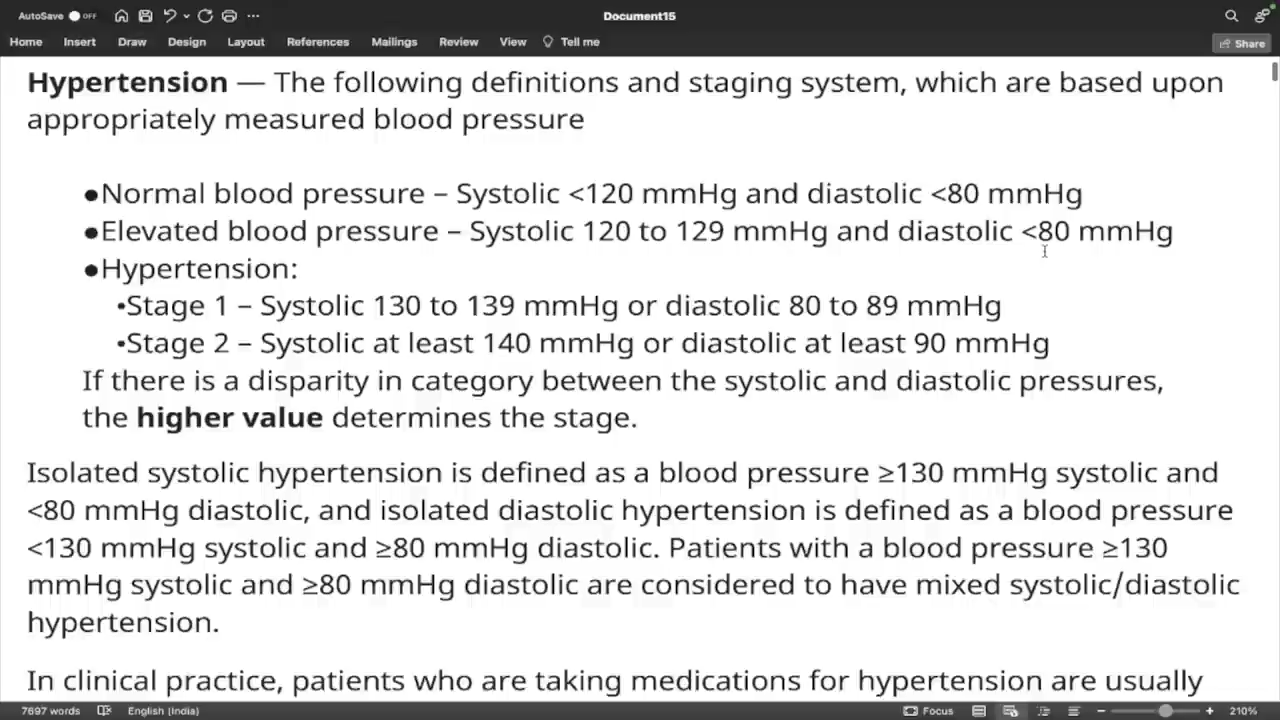 AutoSave OFF
Document15
Home Insert Draw Design Layout References Mailings Review View Tell me
Share
Hypertension — The following definitions and staging system, which are based upon
appropriately measured blood pressure
●Normal blood pressure – Systolic <120 mmHg and diastolic <80 mmHg
●Elevated blood pressure – Systolic 120 to 129 mmHg and diastolic <80 mmHg
●Hypertension:
•Stage 1 – Systolic 130 to 139 mmHg or diastolic 80 to 89 mmHg
•Stage 2 – Systolic at least 140 mmHg or diastolic at least 90 mmHg
If there is a disparity in category between the systolic and diastolic pressures,
the higher value determines the stage.
Isolated systolic hypertension is defined as a blood pressure ≥130 mmHg systolic and
<80 mmHg diastolic, and isolated diastolic hypertension is defined as a blood pressure
<130 mmHg systolic and ≥80 mmHg diastolic. Patients with a blood pressure ≥130
mmHg systolic and ≥80 mmHg diastolic are considered to have mixed systolic/diastolic
hypertension.
In clinical practice, patients who are taking medications for hypertension are usually
7697 words English (India) Focus 210%